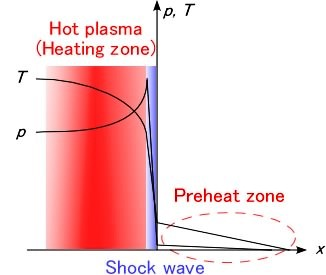 p, T
Hot plasma
(Heating zone)
T
p
Preheat zone
x
Shock wave